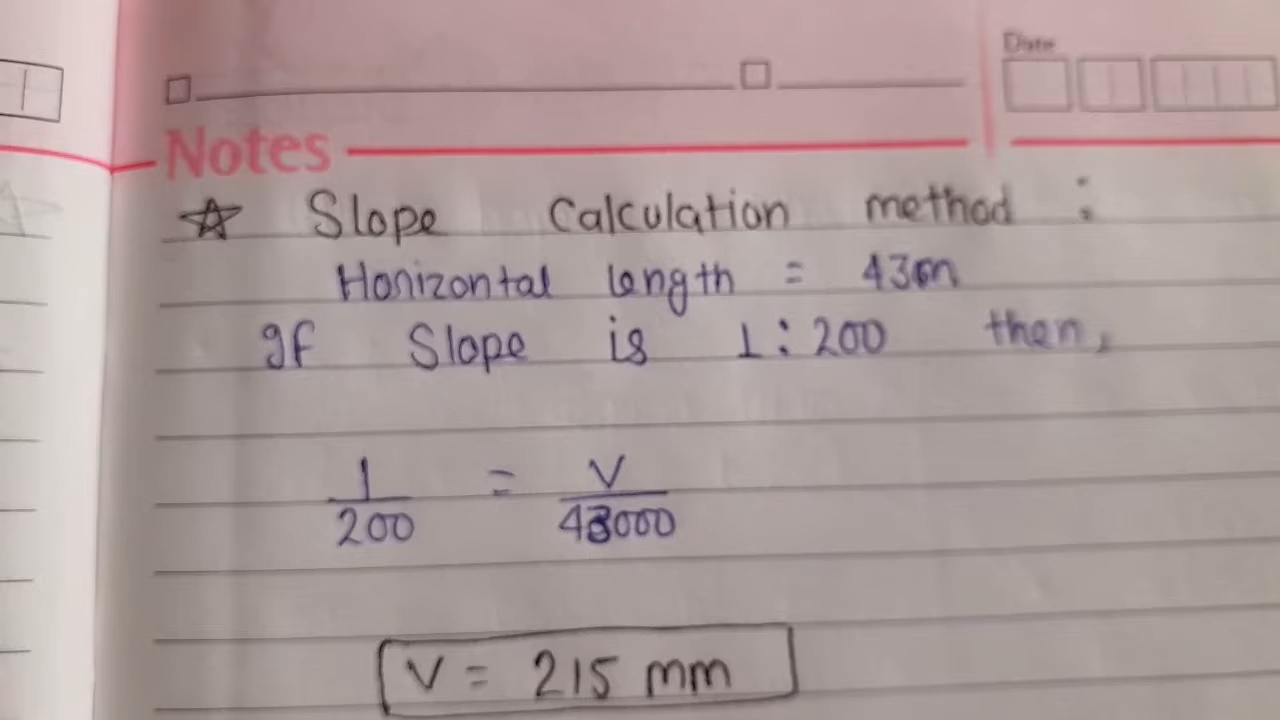 Date
Notes
☆ Slope Calculation method :
Horizontal length = 43m
If Slope is 1:200 then,
1/200 = V/43000
V = 215 mm